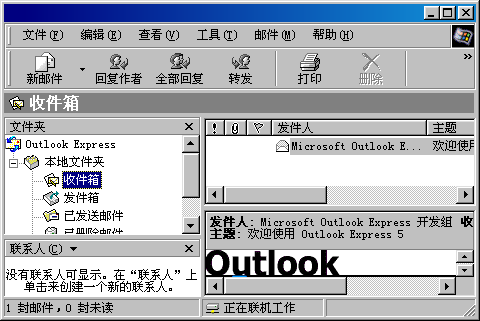 文件(F) 编辑(E) 查看(V) 工具(T) 邮件(M) 帮助(H)
新邮件 回复作者 全部回复 转发 打印 删除
收件箱
文件夹
Outlook Express
本地文件夹
收件箱
发件箱
已发送邮件
已删除邮件
联系人(C)
没有联系人可显示。在“联系人”上
单击来创建一个新的联系人。
! 发件人 主题
Microsoft Outlook E... 欢迎使用
发件人: Microsoft Outlook Express 开发组 收
主题: 欢迎使用 Outlook Express 5
Outlook
1 封邮件,0 封未读 正在联机工作